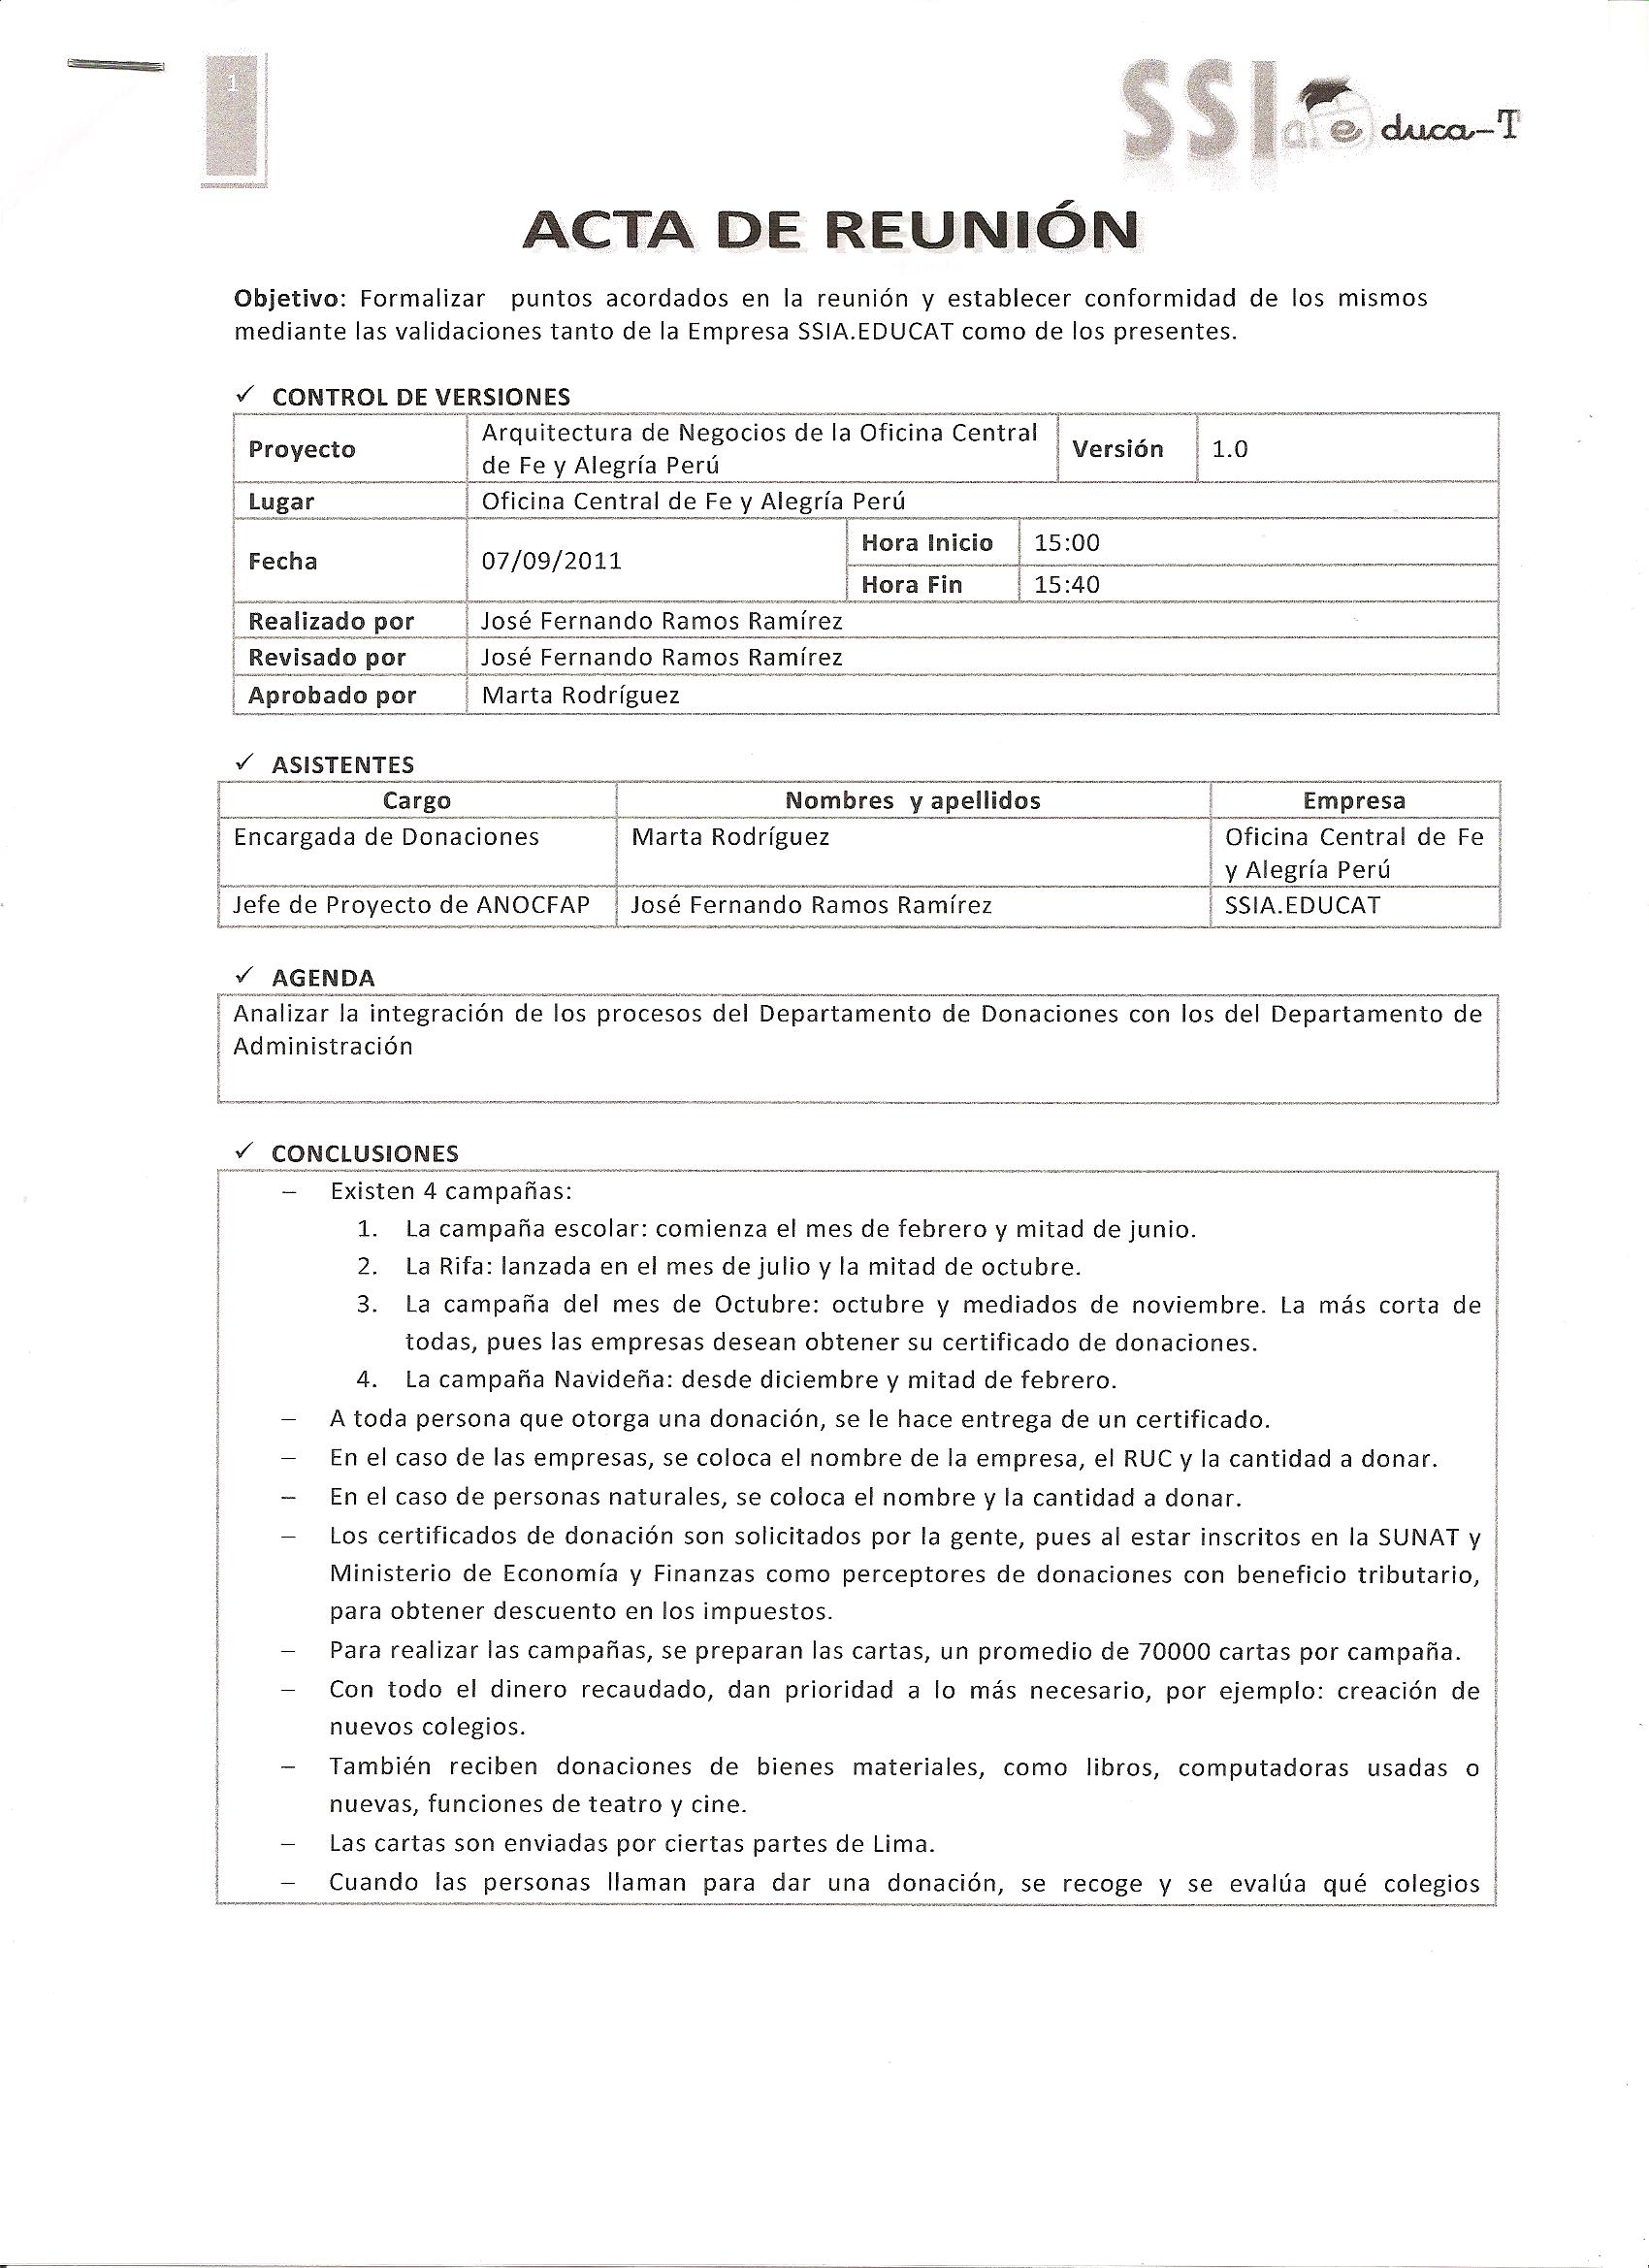 1
SSIa.e duca-T
ACTA DE REUNIÓN
Objetivo: Formalizar puntos acordados en la reunión y establecer conformidad de los mismos
mediante las validaciones tanto de la Empresa SSIA.EDUCAT como de los presentes.
✓ CONTROL DE VERSIONES
Proyecto Arquitectura de Negocios de la Oficina Central Versión 1.0
de Fe y Alegría Perú
Lugar Oficina Central de Fe y Alegría Perú
Fecha 07/09/2011 Hora Inicio 15:00
Hora Fin 15:40
Realizado por José Fernando Ramos Ramírez
Revisado por José Fernando Ramos Ramírez
Aprobado por Marta Rodríguez
✓ ASISTENTES
Cargo Nombres y apellidos Empresa
Encargada de Donaciones Marta Rodríguez Oficina Central de Fe
y Alegría Perú
Jefe de Proyecto de ANOCFAP José Fernando Ramos Ramírez SSIA.EDUCAT
✓ AGENDA
Analizar la integración de los procesos del Departamento de Donaciones con los del Departamento de
Administración
✓ CONCLUSIONES
– Existen 4 campañas:
1. La campaña escolar: comienza el mes de febrero y mitad de junio.
2. La Rifa: lanzada en el mes de julio y la mitad de octubre.
3. La campaña del mes de Octubre: octubre y mediados de noviembre. La más corta de
todas, pues las empresas desean obtener su certificado de donaciones.
4. La campaña Navideña: desde diciembre y mitad de febrero.
– A toda persona que otorga una donación, se le hace entrega de un certificado.
– En el caso de las empresas, se coloca el nombre de la empresa, el RUC y la cantidad a donar.
– En el caso de personas naturales, se coloca el nombre y la cantidad a donar.
– Los certificados de donación son solicitados por la gente, pues al estar inscritos en la SUNAT y
Ministerio de Economía y Finanzas como perceptores de donaciones con beneficio tributario,
para obtener descuento en los impuestos.
– Para realizar las campañas, se preparan las cartas, un promedio de 70000 cartas por campaña.
– Con todo el dinero recaudado, dan prioridad a lo más necesario, por ejemplo: creación de
nuevos colegios.
– También reciben donaciones de bienes materiales, como libros, computadoras usadas o
nuevas, funciones de teatro y cine.
– Las cartas son enviadas por ciertas partes de Lima.
– Cuando las personas llaman para dar una donación, se recoge y se evalúa qué colegios